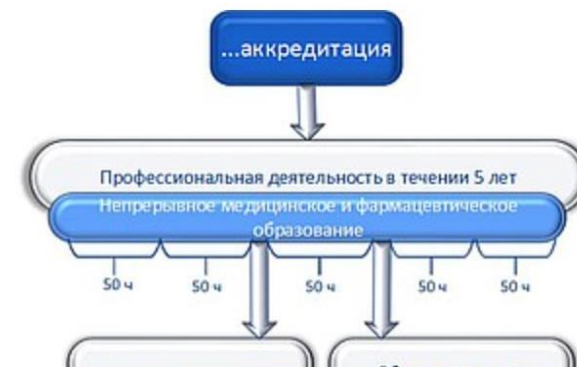 ...аккредитация
Профессиональная деятельность в течении 5 лет
Непрерывное медицинское и фармацевтическое
образование
50 ч
50 ч
50 ч
50 ч
50 ч